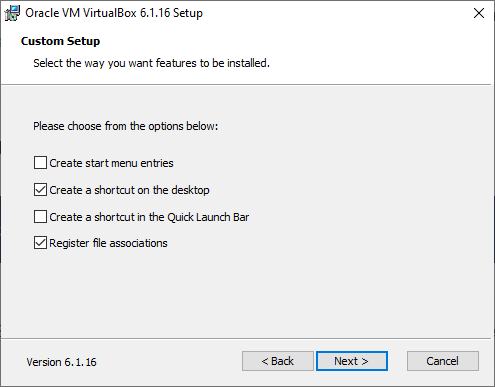 Oracle VM VirtualBox 6.1.16 Setup
Custom Setup
Select the way you want features to be installed.
Please choose from the options below:
Create start menu entries
Create a shortcut on the desktop
Create a shortcut in the Quick Launch Bar
Register file associations
Version 6.1.16
< Back
Next >
Cancel